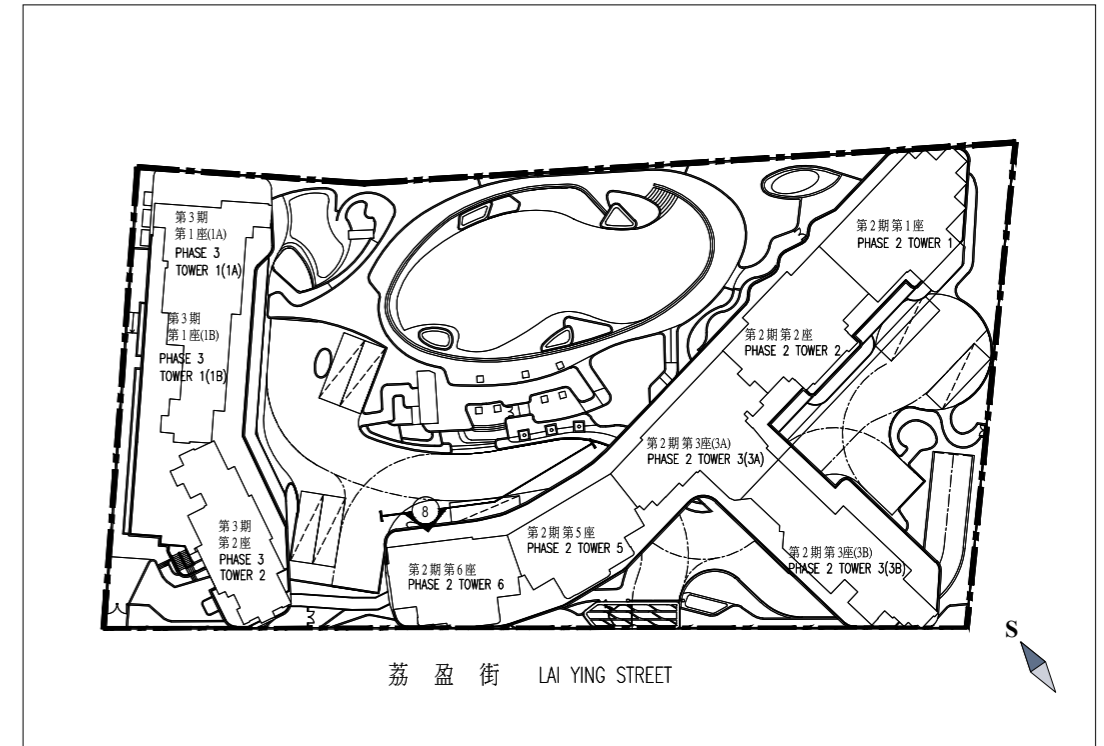 第2期第1座
PHASE 2 TOWER 1
第3期
第1座(1A)
PHASE 3
TOWER 1(1A)
第3期
第1座(1B)
PHASE 3
TOWER 1(1B)
第2期第2座
PHASE 2 TOWER 2
第2期第3座(3A)
PHASE 2 TOWER 3(3A)
8
第3期
第2座
PHASE 3
TOWER 2
第2期第5座
PHASE 2 TOWER 5
第2期第6座
PHASE 2 TOWER 6
第2期第3座(3B)
PHASE 2 TOWER 3(3B)
S
荔盈街 LAI YING STREET